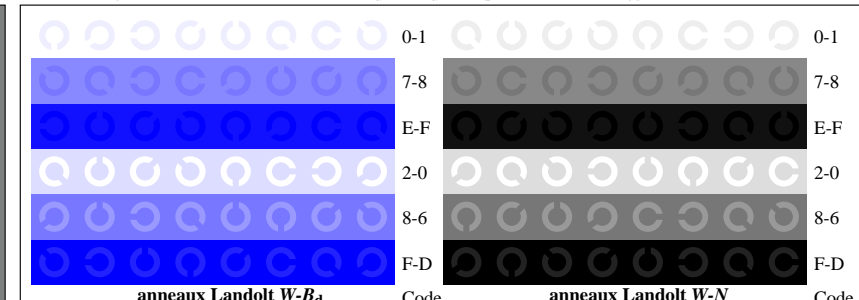 0-1 0-1
7-8 7-8
E-F E-F
2-0 2-0
8-6 8-6
F-D F-D
anneaux Landolt W-Bd Code anneaux Landolt W-N Code